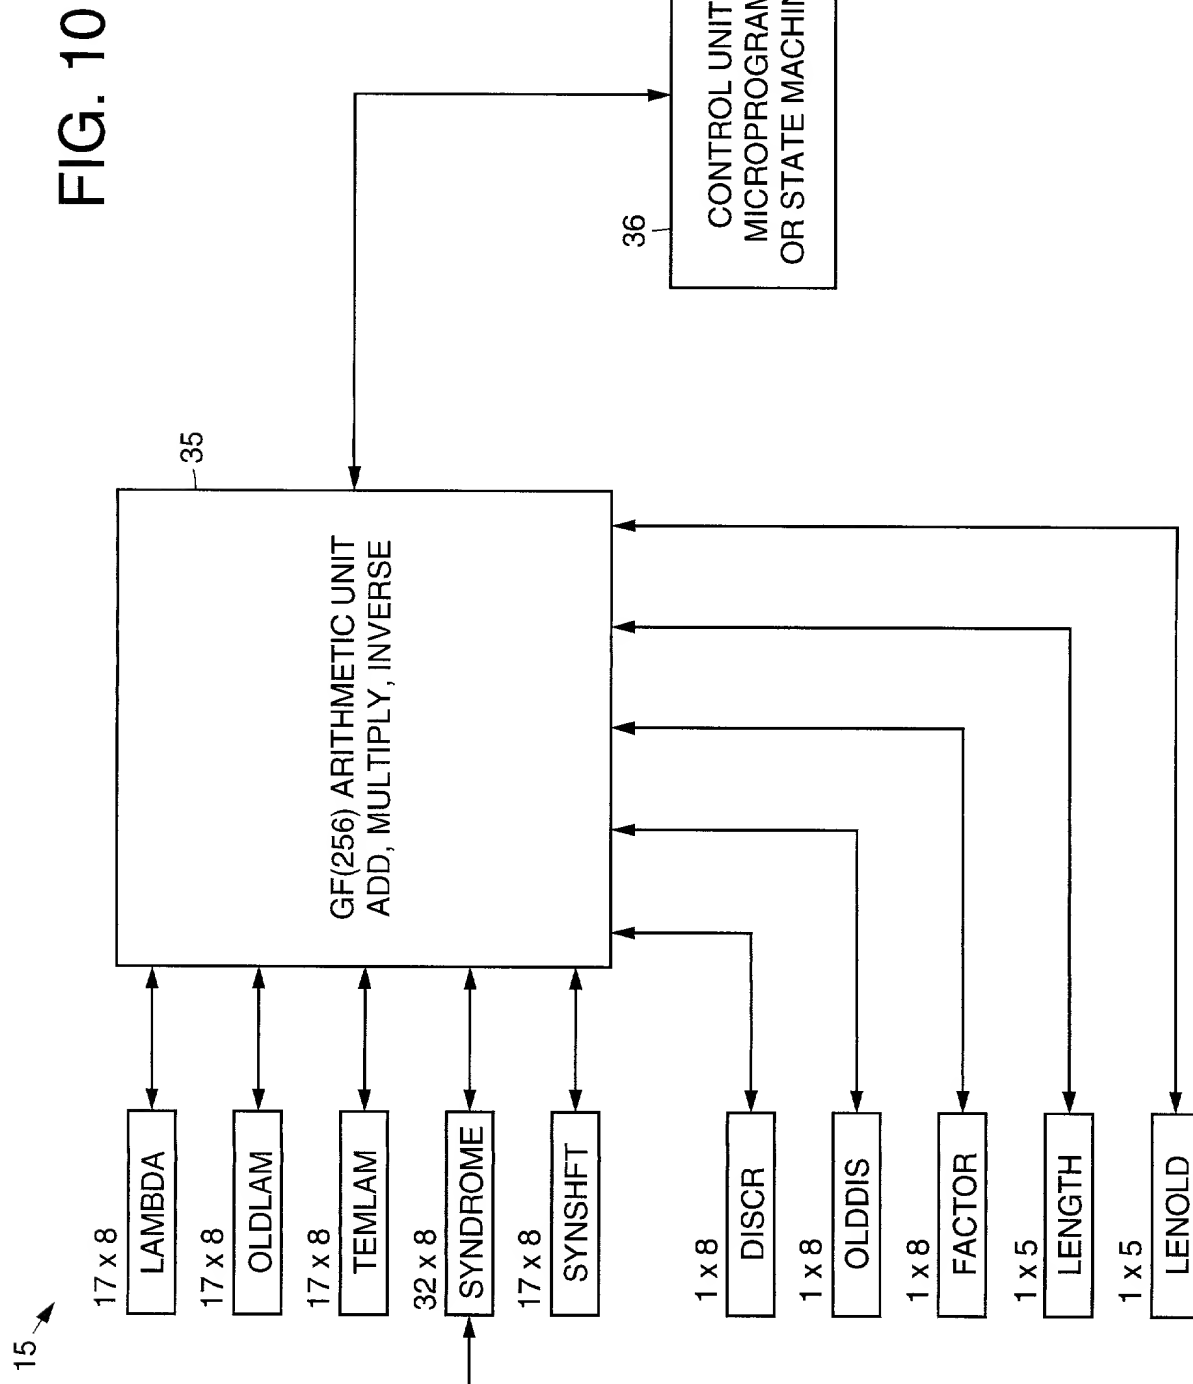 FIG. 10
15
17 x 8
LAMBDA
17 x 8
OLDLAM
17 x 8
TEMLAM
32 x 8
SYNDROME
17 x 8
SYNSHFT
1 x 8
DISCR
1 x 8
OLDDIS
1 x 8
FACTOR
1 x 5
LENGTH
1 x 5
LENOLD
35
GF(256) ARITHMETIC UNIT
ADD, MULTIPLY, INVERSE
36
CONTROL UNIT
MICROPROGRAM
OR STATE MACHIN